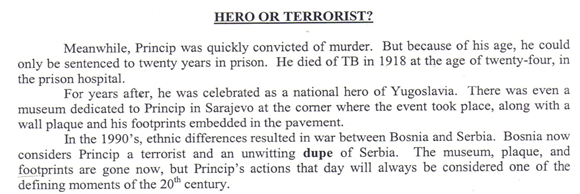 HERO OR TERRORIST?
Meanwhile, Princip was quickly convicted of murder. But because of his age, he could
only be sentenced to twenty years in prison. He died of TB in 1918 at the age of twenty-four, in
the prison hospital.
For years after, he was celebrated as a national hero of Yugoslavia. There was even a
museum dedicated to Princip in Sarajevo at the corner where the event took place, along with a
wall plaque and his footprints embedded in the pavement.
In the 1990's, ethnic differences resulted in war between Bosnia and Serbia. Bosnia now
considers Princip a terrorist and an unwitting dupe of Serbia. The museum, plaque, and
footprints are gone now, but Princip's actions that day will always be considered one of the
defining moments of the 20th century.